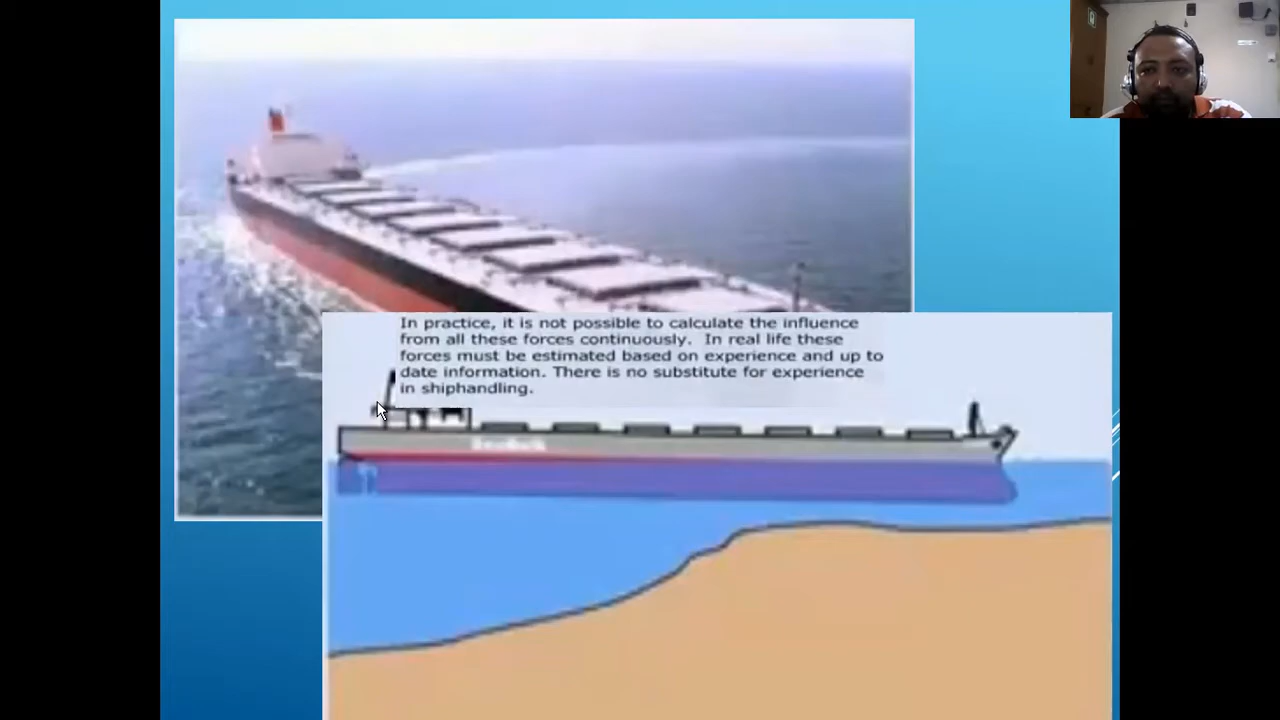 In practice, it is not possible to calculate the influence
from all these forces continuously. In real life these
forces must be estimated based on experience and up to
date information. There is no substitute for experience
in shiphandling.